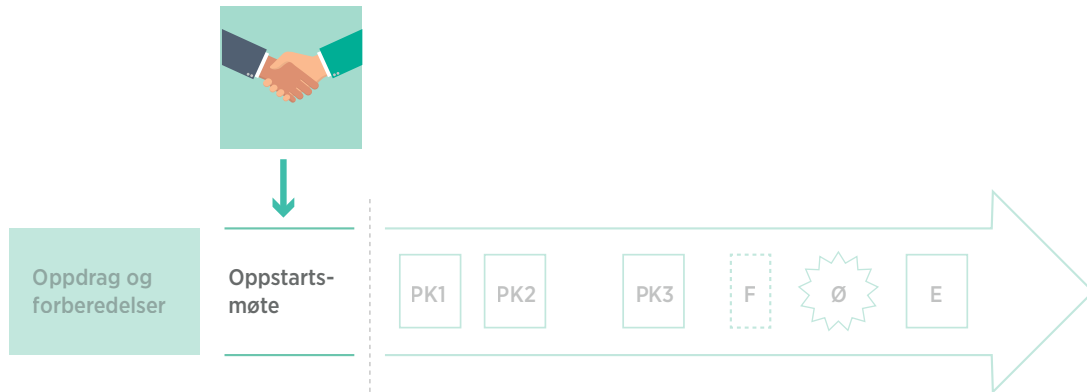 Oppdrag og
forberedelser
Oppstarts-
møte
PK1
PK2
PK3
F
Ø
E